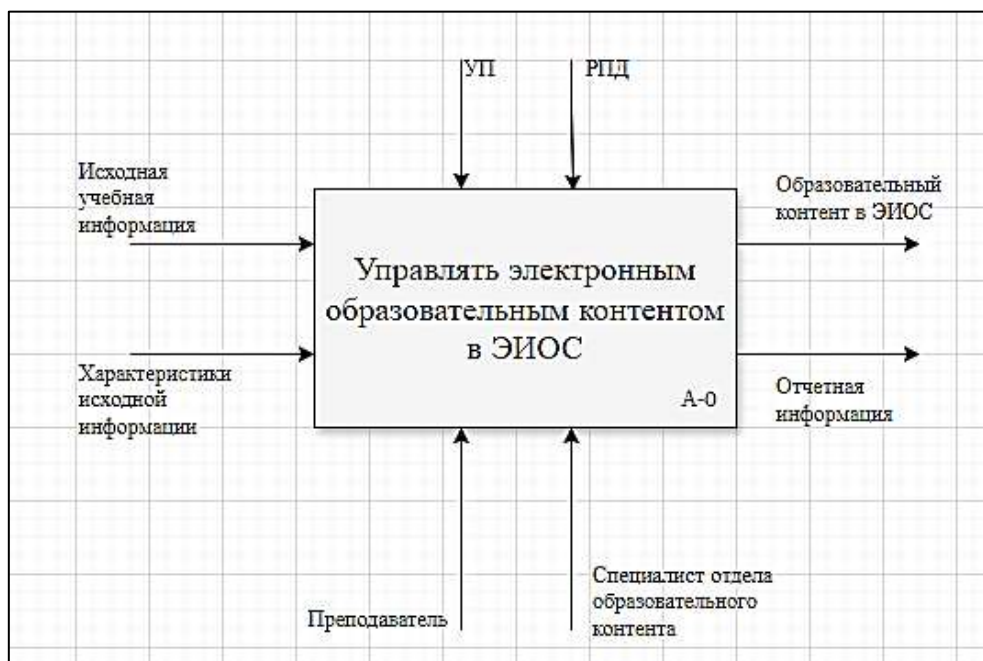 УП
РПД
Исходная
учебная
информация
Образовательный
контент в ЭИОС
Управлять электронным
образовательным контентом
в ЭИОС
А-0
Характеристики
исходной
информации
Отчетная
информация
Преподаватель
Специалист отдела
образовательного
контента